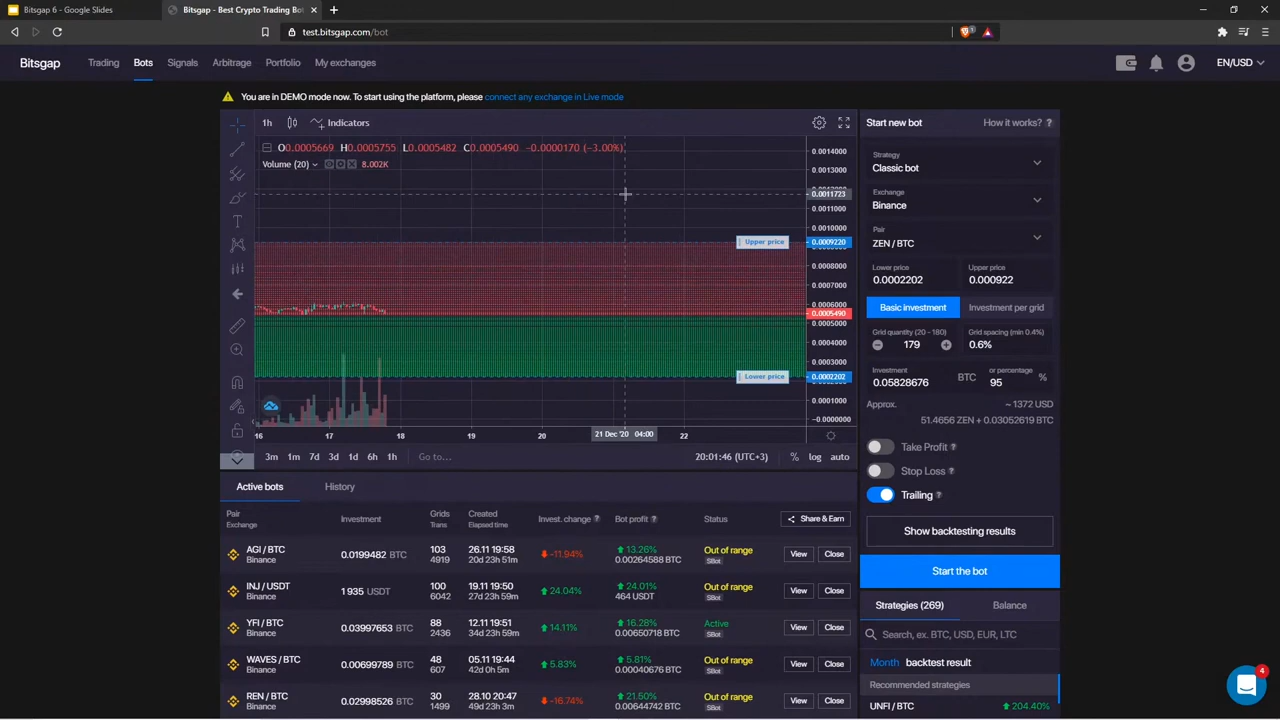 Bitsgap 6 - Google Slides
Bitsgap - Best Crypto Trading Bot
test.bitsgap.com/bot
Bitsgap Trading Bots Signals Arbitrage Portfolio My exchanges EN/USD
You are in DEMO mode now. To start using the platform, please connect any exchange in Live mode
1h Indicators
O0.0005669 H0.0005755 L0.0005482 C0.0005490 −0.0000170 (−3.00%)
Volume (20) 8.002K
0.0014000
0.0013000
0.0011723
0.0011000
0.0010000
Upper price 0.0009220
0.0008000
0.0007000
0.0006000
0.0005490
0.0005000
0.0004000
0.0003000
Lower price 0.0002202
0.0001000
−0.0000000
16 17 18 19 20 21 Dec '20 04:00 22
3m 1m 7d 3d 1d 6h 1h Go to... 20:01:46 (UTC+3) % log auto
Start new bot How it works? ?
Strategy
Classic bot
Exchange
Binance
Pair
ZEN / BTC
Lower price Upper price
0.0002202 0.000922
Basic investment Investment per grid
Grid quantity (20 - 180) Grid spacing (min 0.4%)
179 0.6%
Investment or percentage
0.05828676 BTC 95 %
Approx. ~ 1372 USD
51.4656 ZEN + 0.03052619 BTC
Take Profit ?
Stop Loss ?
Trailing ?
Show backtesting results
Start the bot
Strategies (269) Balance
Search, ex. BTC, USD, EUR, LTC
Month backtest result
Recommended strategies
UNFI / BTC 204.40%
4
Active bots History
Pair Exchange Investment Grids Trans Created Elapsed time Invest. change ? Bot profit ? Status Share & Earn
AGI / BTC Binance 0.0199482 BTC 103 4919 26.11 19:58 20d 23h 51m -11.94% 13.26% 0.00264588 BTC Out of range SBot View Close
INJ / USDT Binance 1 935 USDT 100 6042 19.11 19:50 27d 23h 59m 24.04% 24.01% 464 USDT Out of range SBot View Close
YFI / BTC Binance 0.03997653 BTC 88 2436 12.11 19:51 34d 23h 59m 14.11% 16.28% 0.00650718 BTC Active SBot View Close
WAVES / BTC Binance 0.00699789 BTC 48 607 05.11 19:44 42d 0h 5m 5.83% 5.81% 0.00040676 BTC Out of range SBot View Close
REN / BTC Binance 0.02998526 BTC 30 1499 28.10 20:47 49d 23h 3m -16.74% 21.50% 0.00644742 BTC Out of range SBot View Close